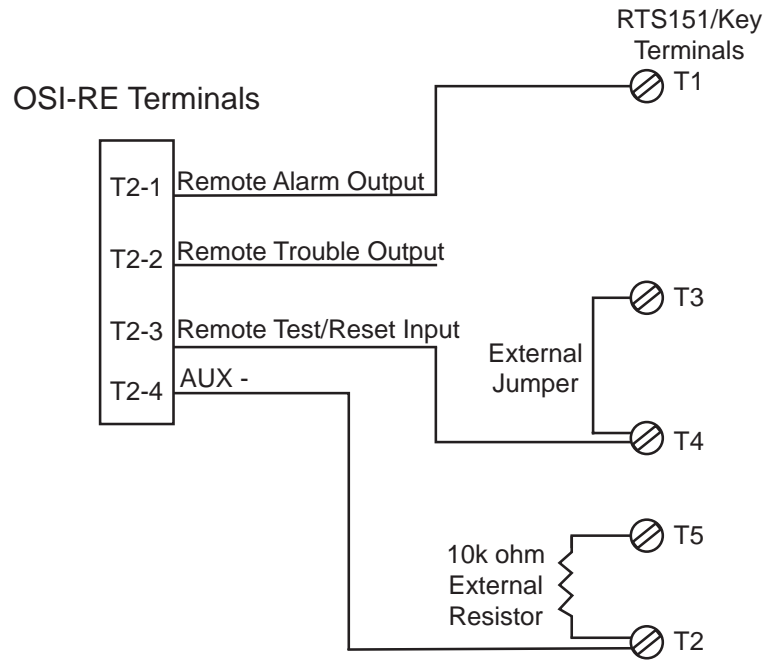 RTS151/Key
Terminals
T1
OSI-RE Terminals
T2-1
Remote Alarm Output
T2-2
Remote Trouble Output
T2-3
Remote Test/Reset Input
T2-4
AUX -
T3
External
Jumper
T4
T5
10k ohm
External
Resistor
T2